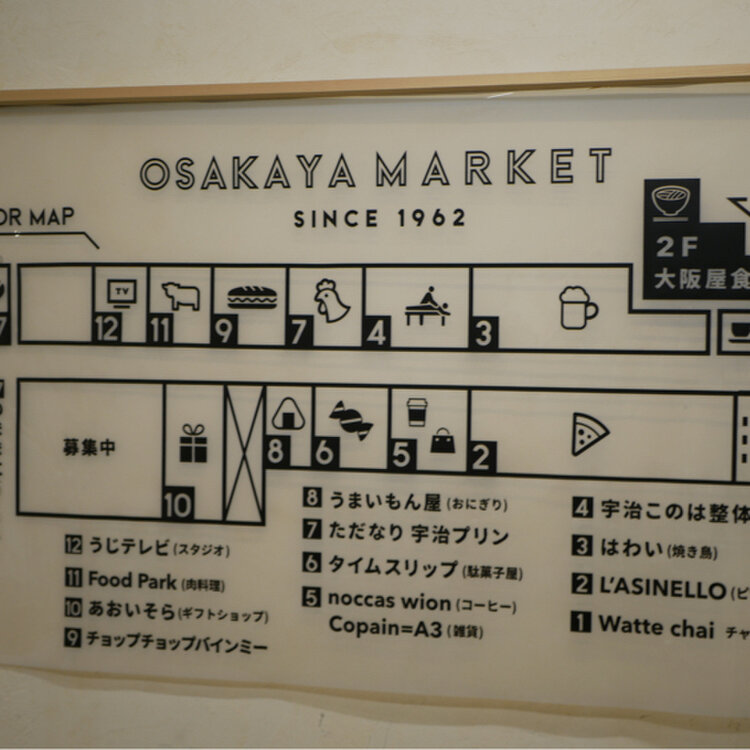 OSAKAYA MARKET
SINCE 1962
OR MAP
2F
大阪屋食
TV
12
11
9
7
4
3
7
募集中
10
8
6
5
2
8 うまいもん屋 (おにぎり)
7 ただなり 宇治プリン
6 タイムスリップ (駄菓子屋)
5 noccas wion (コーヒー)
Copain=A3 (雑貨)
4 宇治このは整体
3 はわい (焼き鳥)
2 L'ASINELLO (ピ
1 Watte chai チャ
12 うじテレビ (スタジオ)
11 Food Park (肉料理)
10 あおいそら (ギフトショップ)
9 チョップチョップバインミー